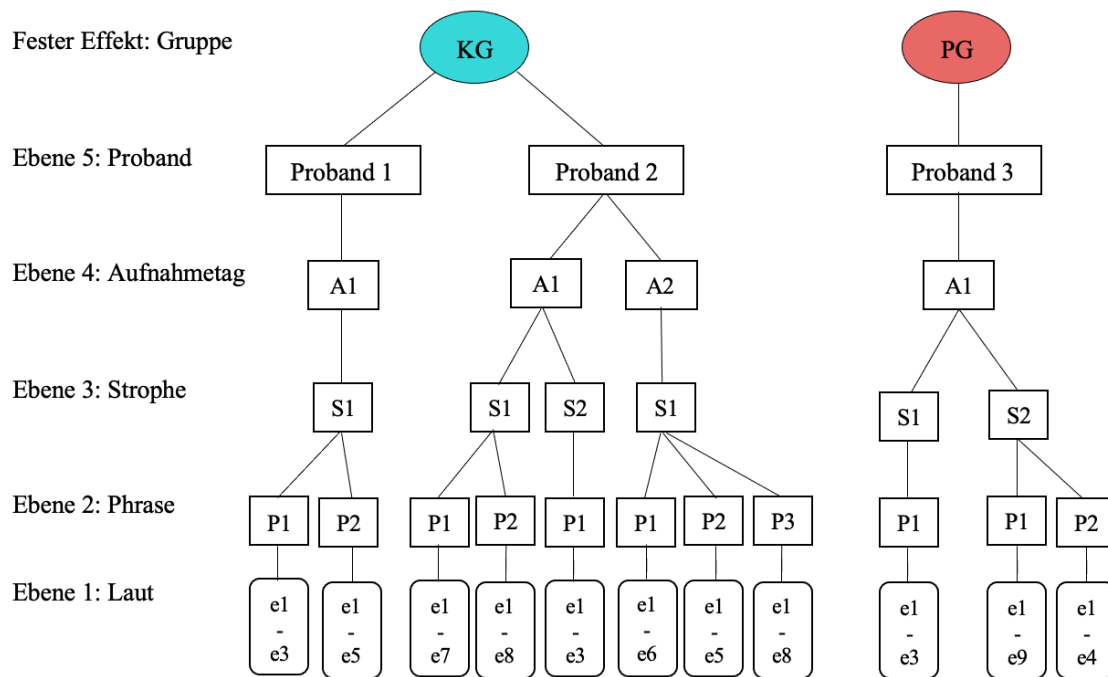 Fester Effekt: Gruppe
KG
PG
Ebene 5: Proband
Proband 1
Proband 2
Proband 3
Ebene 4: Aufnahmetag
A1
A1
A2
A1
Ebene 3: Strophe
S1
S1
S2
S1
S1
S2
Ebene 2: Phrase
P1
P2
P1
P2
P1
P1
P2
P3
P1
P1
P2
Ebene 1: Laut
e1
-
e3
e1
-
e5
e1
-
e7
e1
-
e8
e1
-
e3
e1
-
e6
e1
-
e5
e1
-
e8
e1
-
e3
e1
-
e9
e1
-
e4